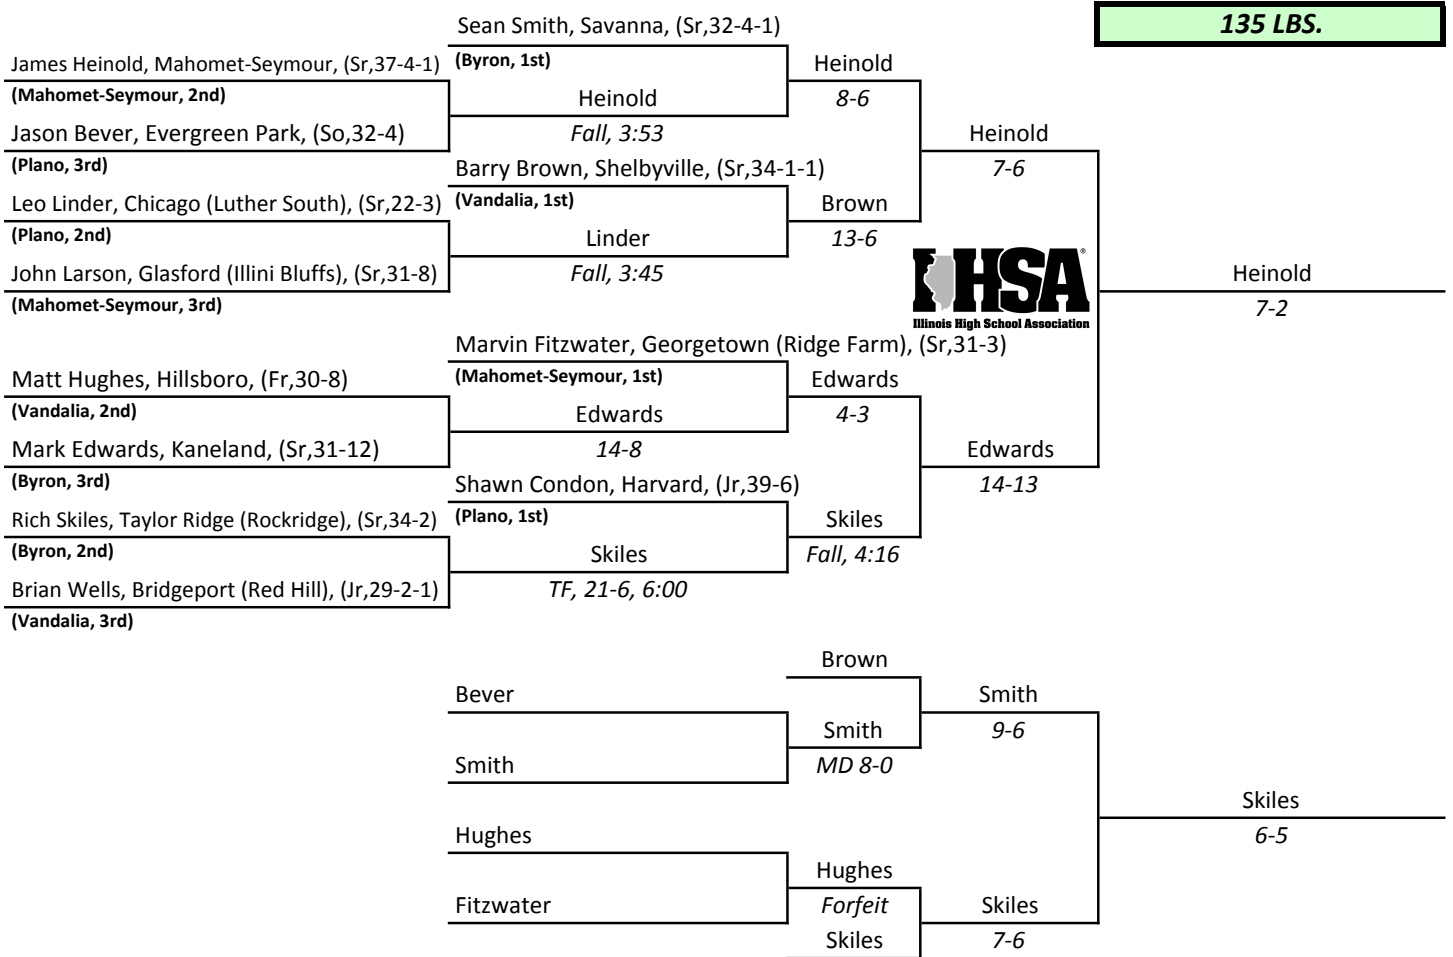 Sean Smith, Savanna, (Sr,32-4-1)
135 LBS.
James Heinold, Mahomet-Seymour, (Sr,37-4-1)
(Byron, 1st)
Heinold
(Mahomet-Seymour, 2nd)
Heinold
8-6
Jason Bever, Evergreen Park, (So,32-4)
Fall, 3:53
Heinold
(Plano, 3rd)
Barry Brown, Shelbyville, (Sr,34-1-1)
7-6
Leo Linder, Chicago (Luther South), (Sr,22-3)
(Vandalia, 1st)
Brown
(Plano, 2nd)
Linder
13-6
John Larson, Glasford (Illini Bluffs), (Sr,31-8)
Fall, 3:45
IHSA
Heinold
(Mahomet-Seymour, 3rd)
7-2
Illinois High School Association
Marvin Fitzwater, Georgetown (Ridge Farm), (Sr,31-3)
Matt Hughes, Hillsboro, (Fr,30-8)
(Mahomet-Seymour, 1st)
Edwards
(Vandalia, 2nd)
Edwards
4-3
Mark Edwards, Kaneland, (Sr,31-12)
14-8
Edwards
(Byron, 3rd)
Shawn Condon, Harvard, (Jr,39-6)
14-13
Rich Skiles, Taylor Ridge (Rockridge), (Sr,34-2)
(Plano, 1st)
Skiles
(Byron, 2nd)
Skiles
Fall, 4:16
Brian Wells, Bridgeport (Red Hill), (Jr,29-2-1)
TF, 21-6, 6:00
(Vandalia, 3rd)
Brown
Bever
Smith
Smith
9-6
Smith
MD 8-0
Skiles
Hughes
6-5
Hughes
Fitzwater
Forfeit
Skiles
Skiles
7-6